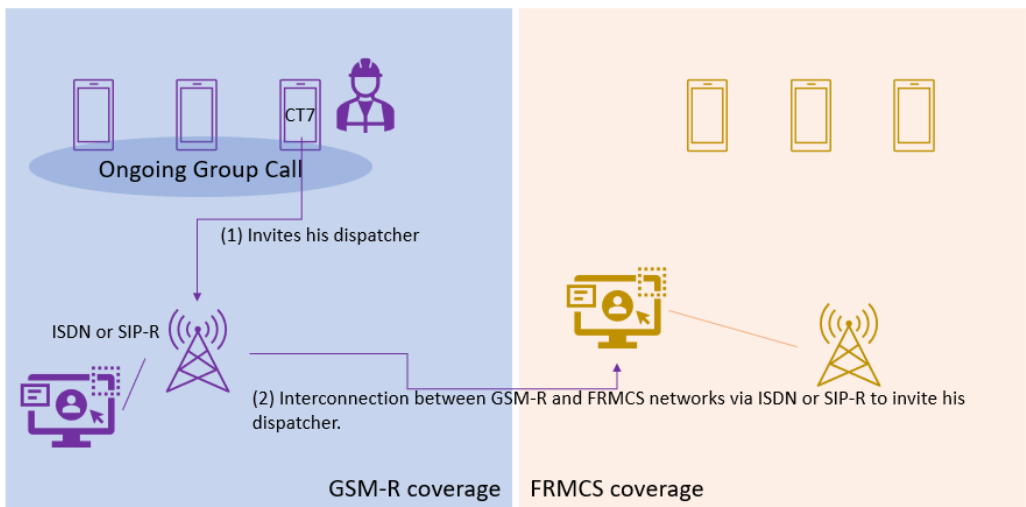 CT7
Ongoing Group Call
(1) Invites his dispatcher
ISDN or SIP-R
(2) Interconnection between GSM-R and FRMCS networks via ISDN or SIP-R to invite his
dispatcher.
GSM-R coverage
FRMCS coverage